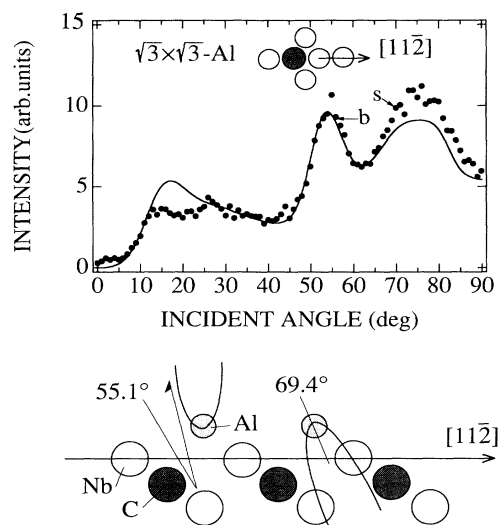 √3×√3-Al
[112̄]
15
s
10
b
5
0
INTENSITY(arb.units)
0 10 20 30 40 50 60 70 80 90
INCIDENT ANGLE (deg)
55.1°
69.4°
Al
[112̄]
Nb
C